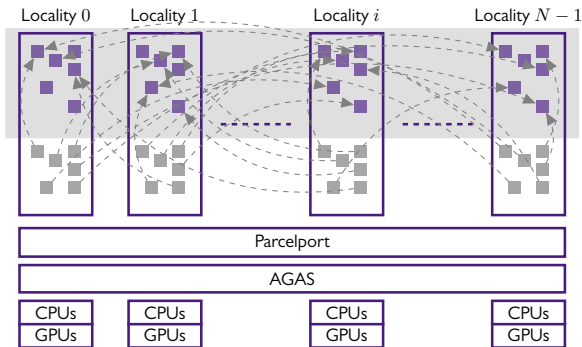 Locality 0 Locality 1 Locality i Locality N − 1
Parcelport
AGAS
CPUs CPUs CPUs CPUs
GPUs GPUs GPUs GPUs